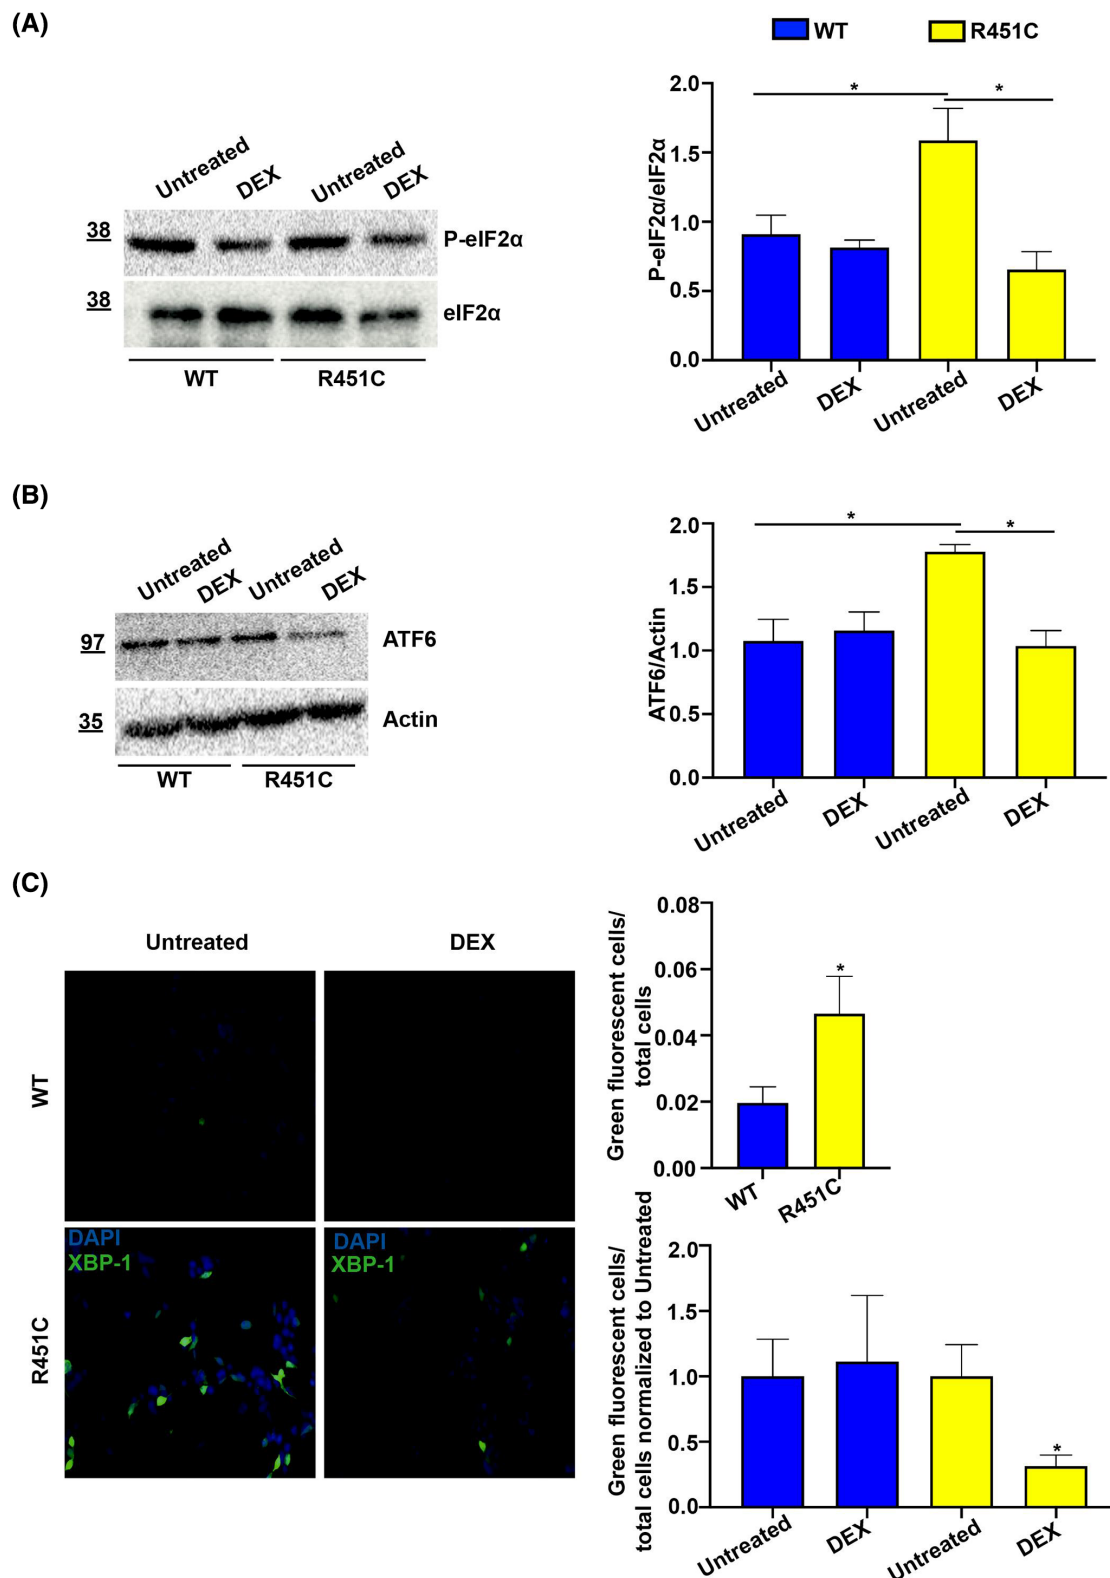 (A)
WT
R451C
Untreated
DEX
Untreated
DEX
38
P-eIF2α
38
eIF2α
WT
R451C
P-eIF2α/eIF2α
2.0
1.5
1.0
0.5
0.0
*
*
Untreated
DEX
Untreated
DEX
(B)
Untreated
DEX
Untreated
DEX
97
ATF6
35
Actin
WT
R451C
ATF6/Actin
2.0
1.5
1.0
0.5
0.0
*
*
Untreated
DEX
Untreated
DEX
(C)
Untreated
DEX
WT
R451C
DAPI
XBP-1
DAPI
XBP-1
Green fluorescent cells/
total cells
0.08
0.06
0.04
0.02
0.00
*
WT
R451C
Green fluorescent cells/
total cells normalized to Untreated
2.0
1.5
1.0
0.5
0.0
*
Untreated
DEX
Untreated
DEX